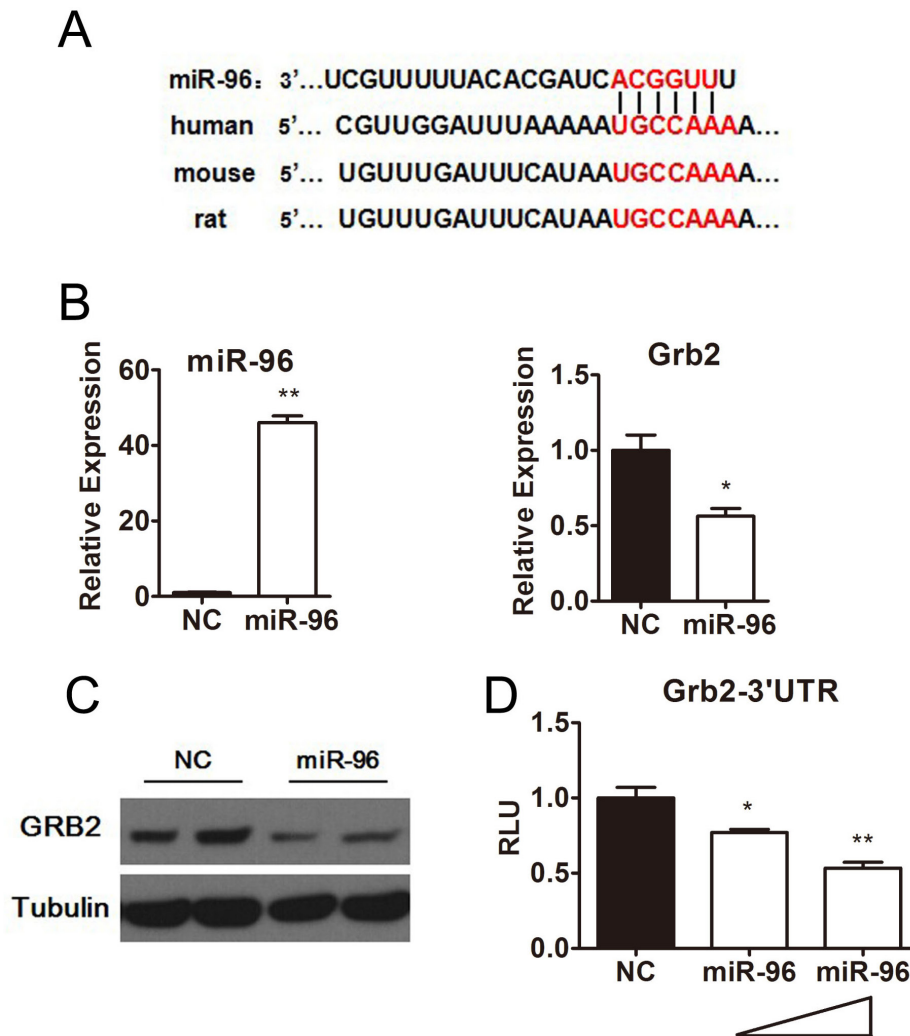 A
miR-96: 3'...UCGUUUUUACACGAUCACGGUUU
human 5'... CGUUGGAUUUAAAAAUGCCAAAA...
mouse 5'... UGUUUGAUUUCAUAAUGCCAAAA...
rat 5'... UGUUUGAUUUCAUAAUGCCAAAA...
B
miR-96
Relative Expression
60
40
20
0
**
NC miR-96
Grb2
Relative Expression
1.5
1.0
0.5
0.0
*
NC miR-96
C
NC miR-96
GRB2
Tubulin
D
Grb2-3'UTR
RLU
1.5
1.0
0.5
0.0
*
**
NC miR-96 miR-96